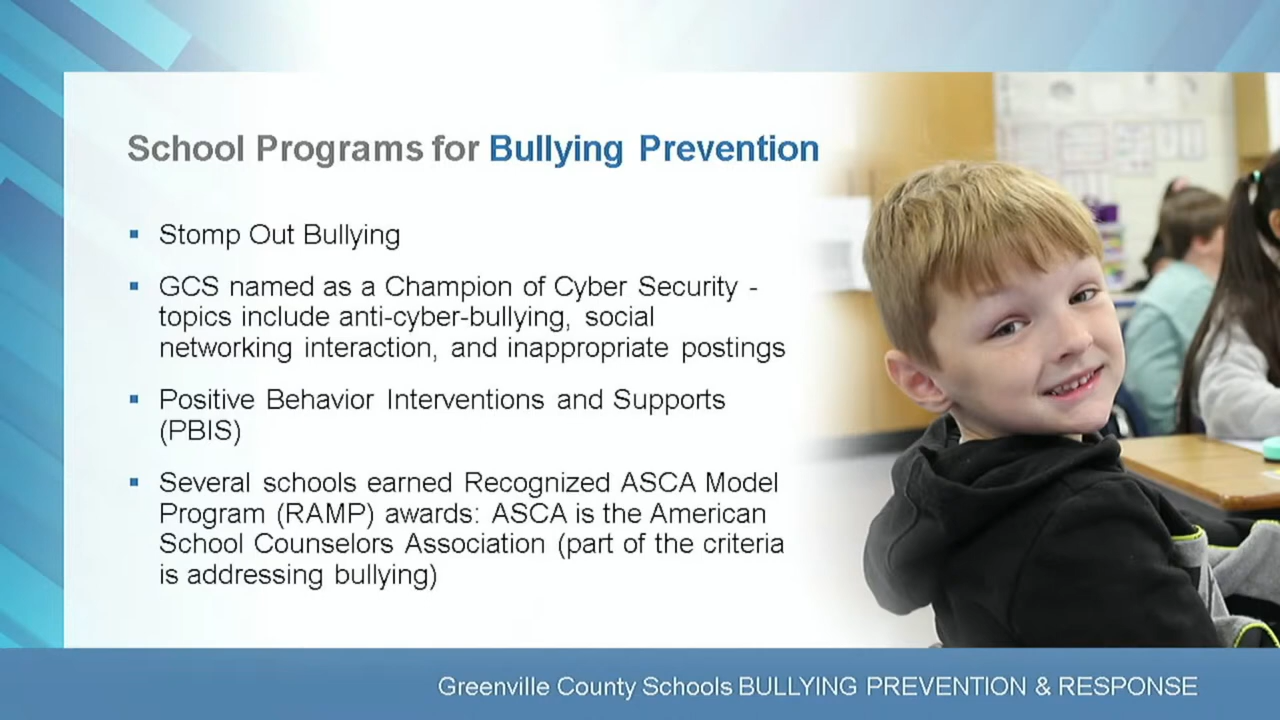 School Programs for Bullying Prevention
▪ Stomp Out Bullying
▪ GCS named as a Champion of Cyber Security -
topics include anti-cyber-bullying, social
networking interaction, and inappropriate postings
▪ Positive Behavior Interventions and Supports
(PBIS)
▪ Several schools earned Recognized ASCA Model
Program (RAMP) awards: ASCA is the American
School Counselors Association (part of the criteria
is addressing bullying)
Greenville County Schools BULLYING PREVENTION & RESPONSE